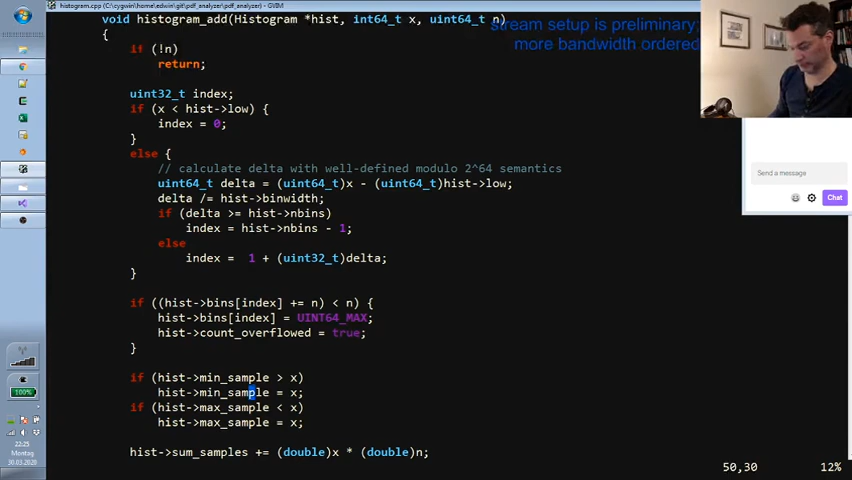 histogram.cpp (C:\cygwin\home\edwin\git\pdf_analyzer\pdf_analyzer) - GVIM
void histogram_add(Histogram *hist, int64_t x, uint64_t n)
stream setup is preliminary;
more bandwidth ordered
{
if (!n)
return;
uint32_t index;
if (x < hist->low) {
index = 0;
}
else {
// calculate delta with well-defined modulo 2^64 semantics
uint64_t delta = (uint64_t)x - (uint64_t)hist->low;
delta /= hist->binwidth;
if (delta >= hist->nbins)
index = hist->nbins - 1;
else
index =  1 + (uint32_t)delta;
}
if ((hist->bins[index] += n) < n) {
hist->bins[index] = UINT64_MAX;
hist->count_overflowed = true;
}
if (hist->min_sample > x)
hist->min_sample = x;
if (hist->max_sample < x)
hist->max_sample = x;
hist->sum_samples += (double)x * (double)n;
50,30
12%
Send a message
Chat
100%
22:25
Montag
30.03.2020